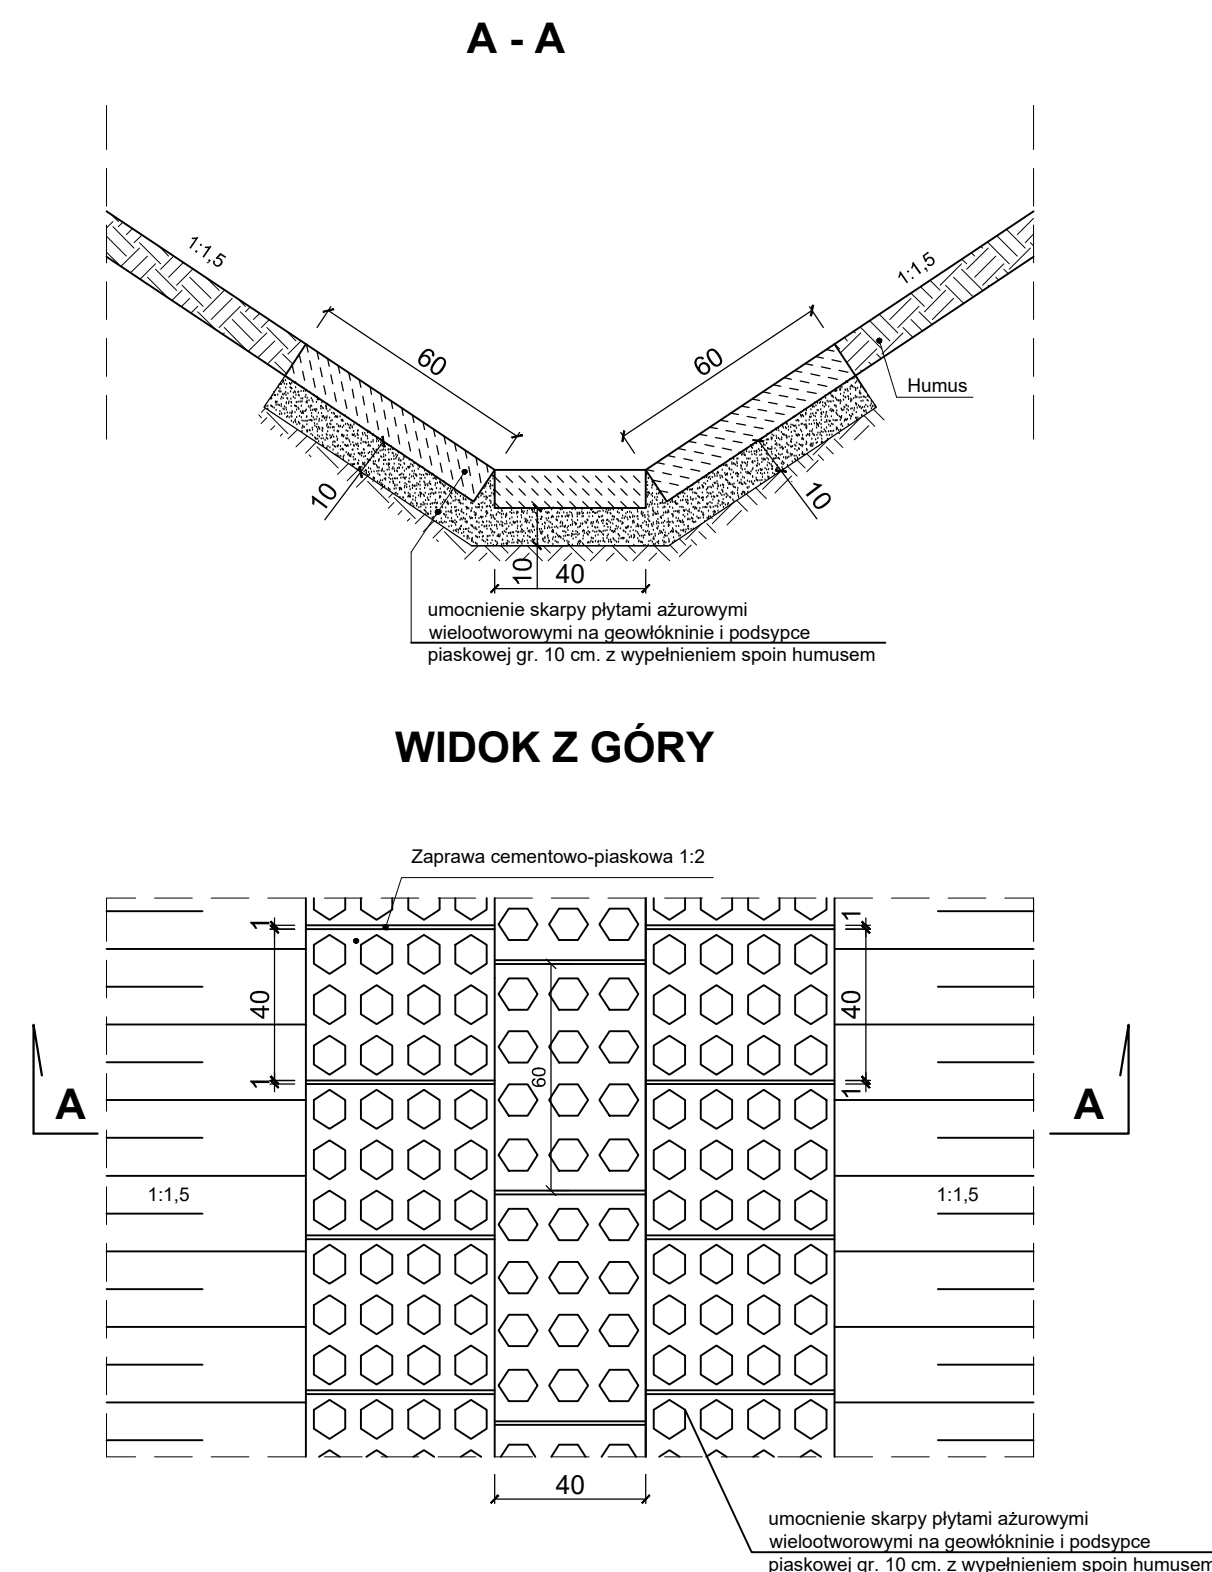 A - A
1:1,5
1:1,5
60
60
Humus
10
10
10
40
umocnienie skarpy płytami ażurowymi
wielootworowymi na geowłókninie i podsypce
piaskowej gr. 10 cm. z wypełnieniem spoin humusem
WIDOK Z GÓRY
Zaprawa cementowo-piaskowa 1:2
1
1
40
40
60
1
1
A
A
1:1,5
1:1,5
40
umocnienie skarpy płytami ażurowymi
wielootworowymi na geowłókninie i podsypce
piaskowej gr. 10 cm. z wypełnieniem spoin humusem